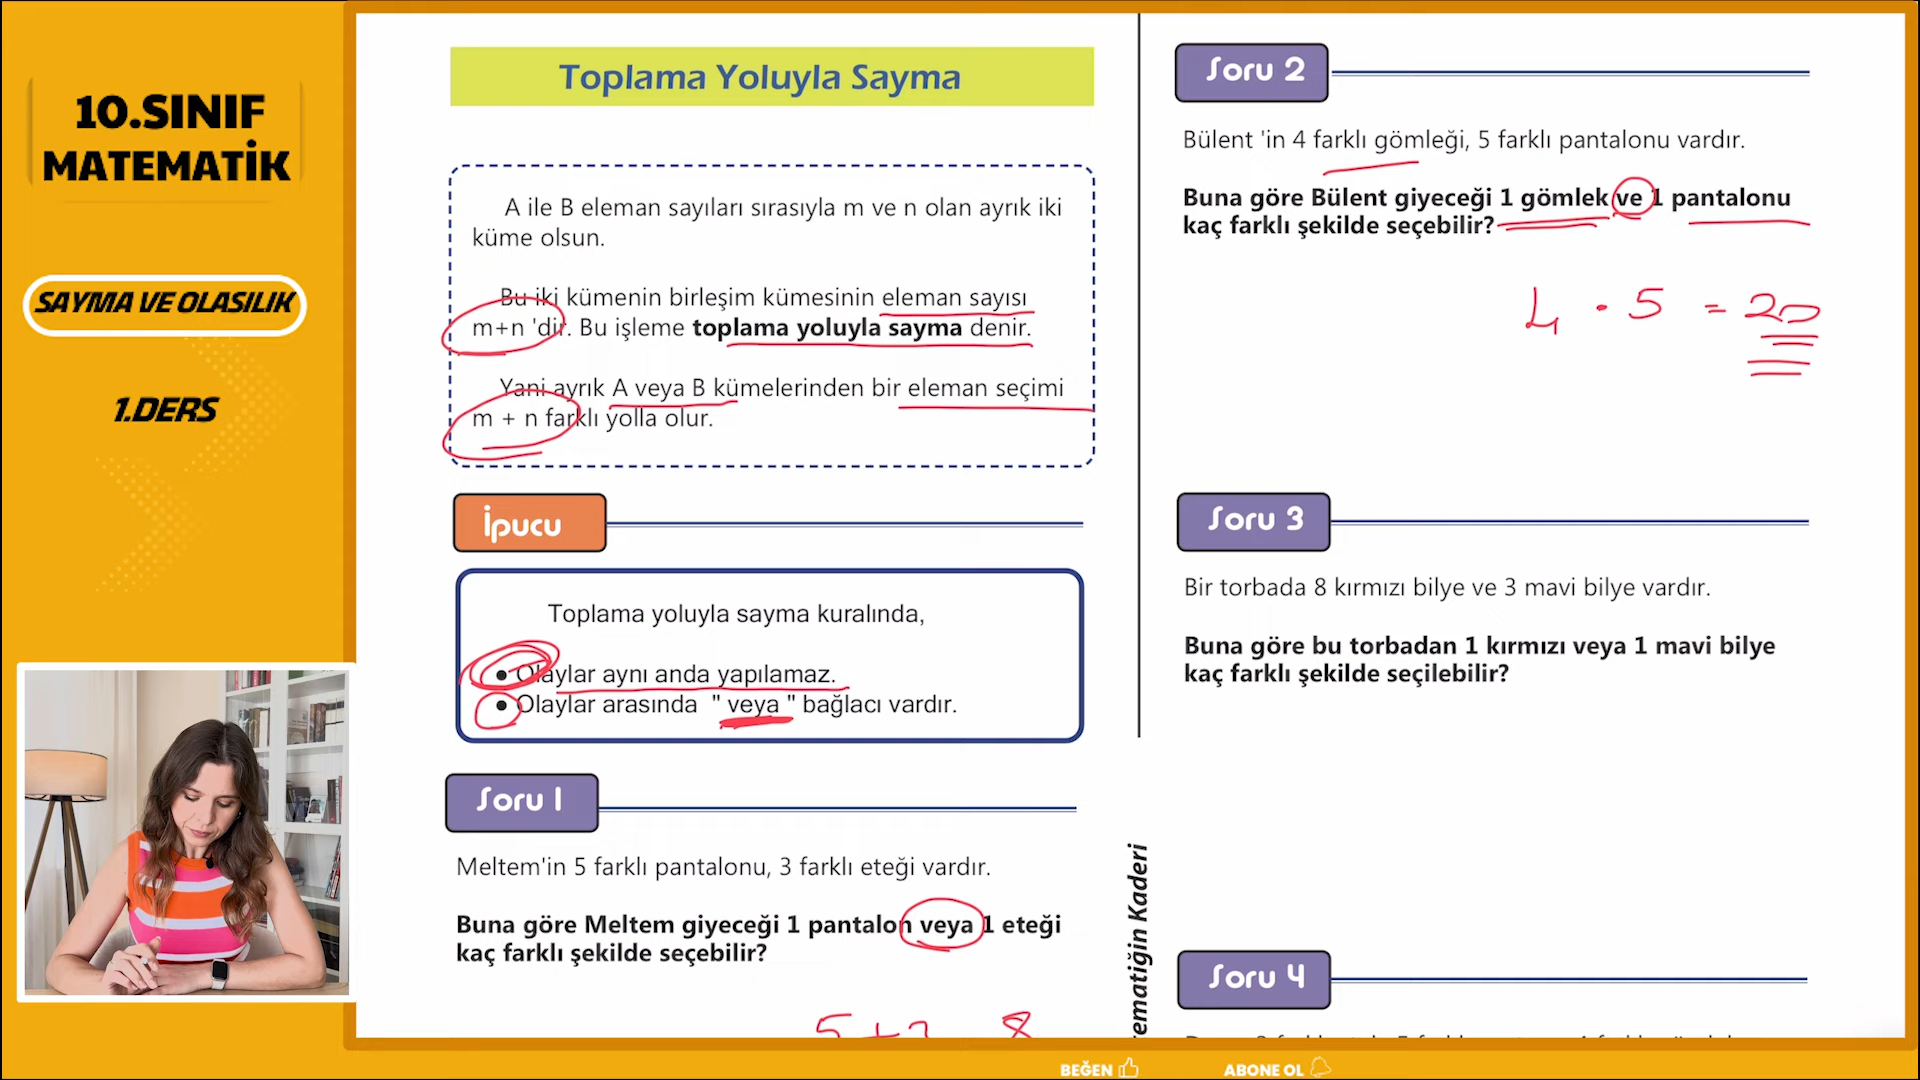 10.SINIF
MATEMATİK
SAYMA VE OLASILIK
1.DERS
Toplama Yoluyla Sayma
A ile B eleman sayıları sırasıyla m ve n olan ayrık iki
küme olsun.
Bu iki kümenin birleşim kümesinin eleman sayısı
m+n 'dir. Bu işleme toplama yoluyla sayma denir.
Yani ayrık A veya B kümelerinden bir eleman seçimi
m + n farklı yolla olur.
İpucu
Toplama yoluyla sayma kuralında,
• Olaylar aynı anda yapılamaz.
• Olaylar arasında " veya " bağlacı vardır.
Soru 1
Meltem'in 5 farklı pantalonu, 3 farklı eteği vardır.
Buna göre Meltem giyeceği 1 pantalon veya 1 eteği
kaç farklı şekilde seçebilir?
Soru 2
Bülent 'in 4 farklı gömleği, 5 farklı pantalonu vardır.
Buna göre Bülent giyeceği 1 gömlek ve 1 pantalonu
kaç farklı şekilde seçebilir?
4 · 5 = 20
Soru 3
Bir torbada 8 kırmızı bilye ve 3 mavi bilye vardır.
Buna göre bu torbadan 1 kırmızı veya 1 mavi bilye
kaç farklı şekilde seçilebilir?
Soru 4
Kaderi
BEĞEN
ABONE OL